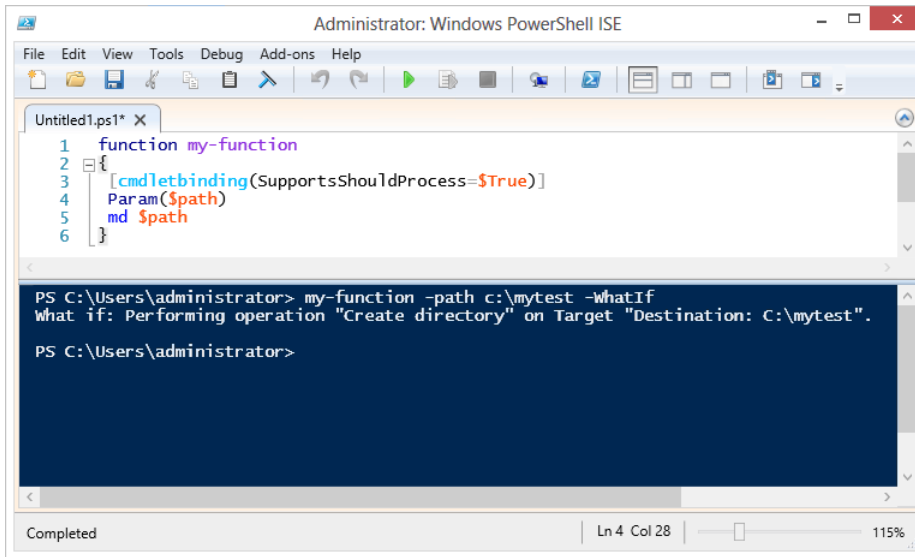 Administrator: Windows PowerShell ISE
File Edit View Tools Debug Add-ons Help
Untitled1.ps1* X
1 function my-function
2 {
3 [cmdletbinding(SupportsShouldProcess=$True)]
4 Param($path)
5 md $path
6 }
PS C:\Users\administrator> my-function -path c:\mytest -WhatIf
What if: Performing operation "Create directory" on Target "Destination: C:\mytest".
PS C:\Users\administrator>
Completed Ln 4 Col 28 115%